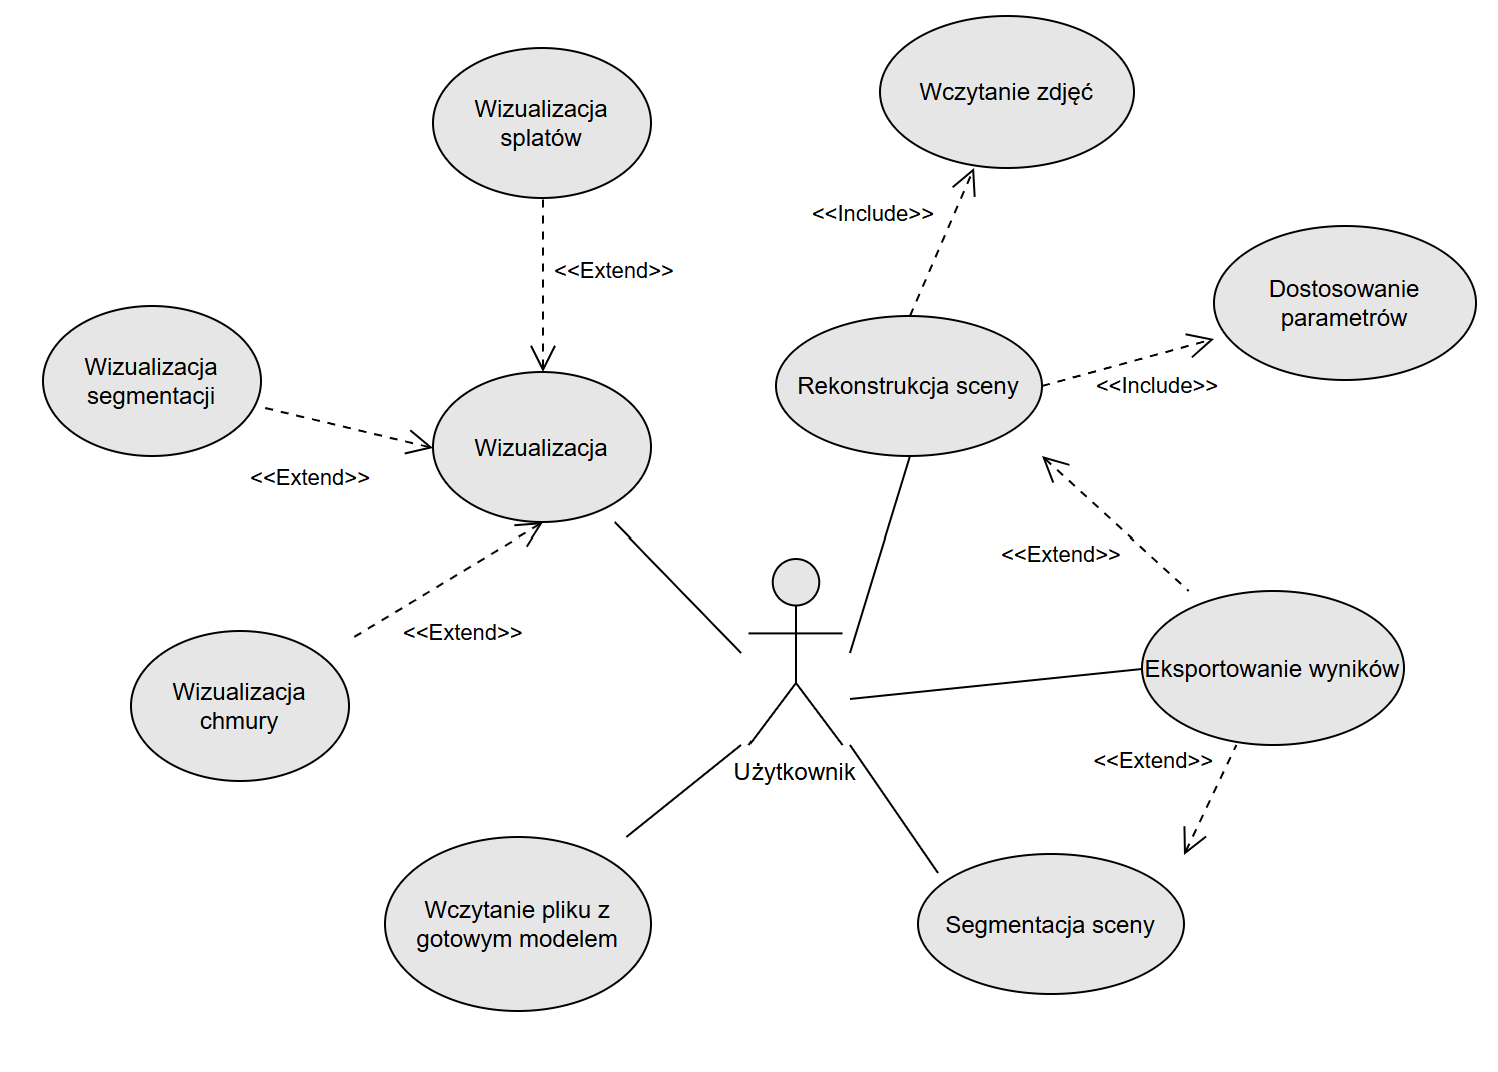 Wczytanie zdjęć
Wizualizacja
splatów
<<Include>>
<<Extend>>
Dostosowanie
parametrów
Wizualizacja
segmentacji
Rekonstrukcja sceny
<<Include>>
Wizualizacja
<<Extend>>
<<Extend>>
<<Extend>>
Eksportowanie wyników
Wizualizacja
chmury
<<Extend>>
Użytkownik
Wczytanie pliku z
gotowym modelem
Segmentacja sceny